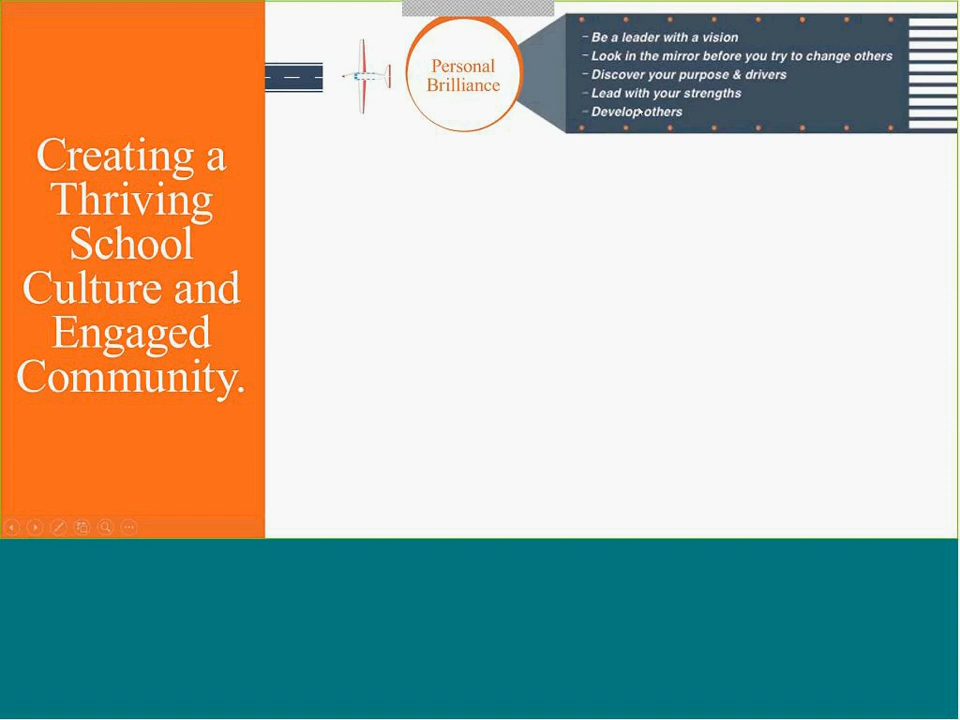 Creating a
Thriving
School
Culture and
Engaged
Community.
Personal
Brilliance
– Be a leader with a vision
– Look in the mirror before you try to change others
– Discover your purpose & drivers
– Lead with your strengths
– Develop others